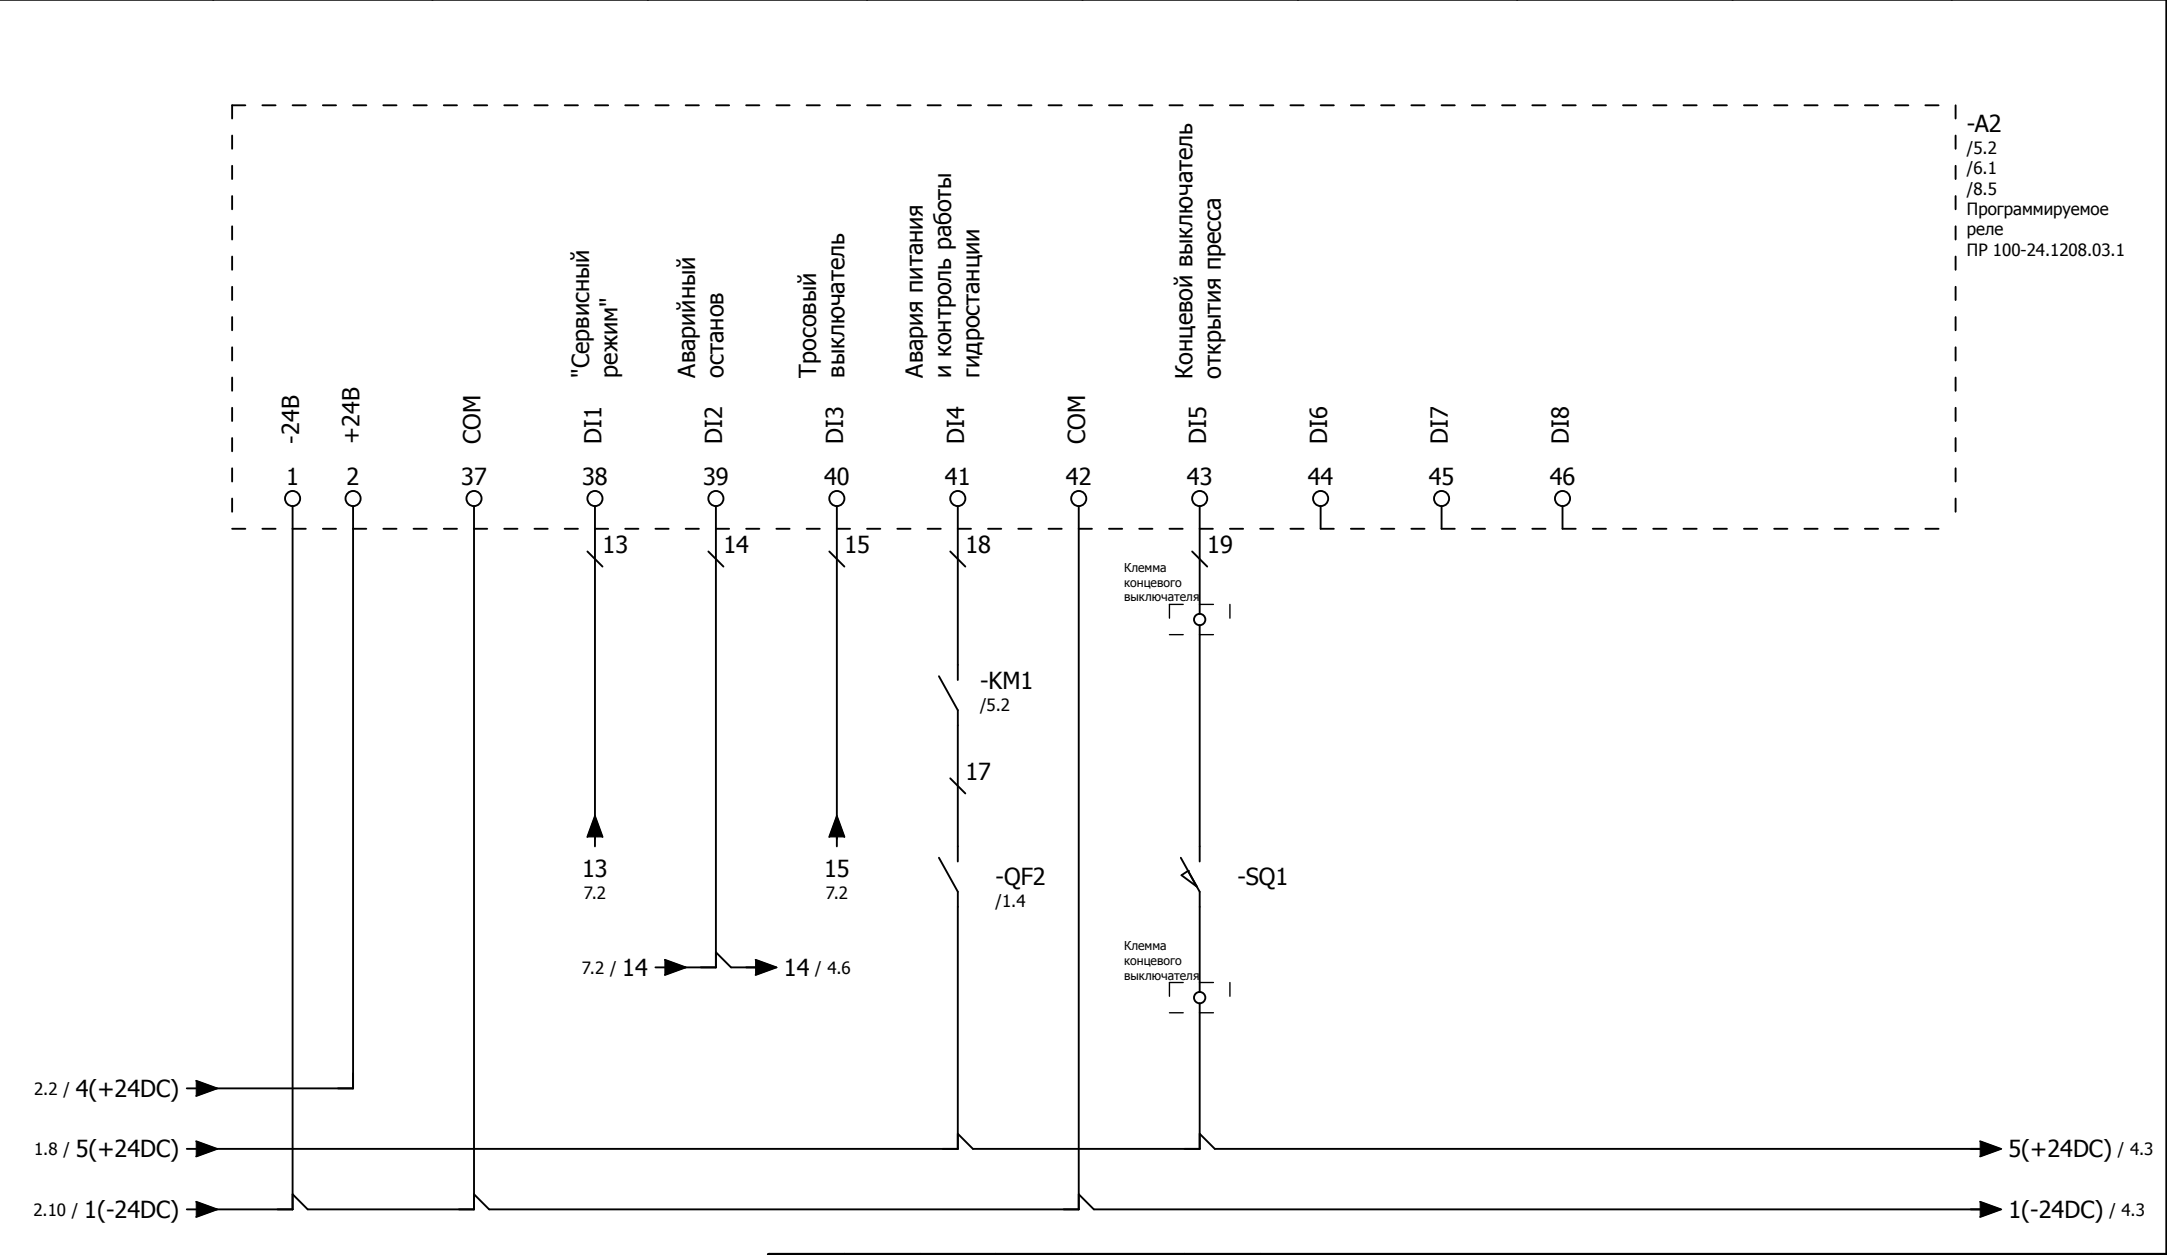 -A2
/5.2
/6.1
/8.5
Программируемое
реле
ПР 100-24.1208.03.1
"Сервисный
режим"
Аварийный
останов
Тросовый
выключатель
Авария питания
и контроль работы
гидростанции
Концевой выключатель
открытия пресса
-24В
+24В
COM
DI1
DI2
DI3
DI4
COM
DI5
DI6
DI7
DI8
1
2
37
38
39
40
41
42
43
44
45
46
13
14
15
18
19
Клемма
концевого
выключателя
-KM1
/5.2
17
13
7.2
15
7.2
-QF2
/1.4
-SQ1
Клемма
концевого
выключателя
7.2 / 14
14 / 4.6
2.2 / 4(+24DC)
1.8 / 5(+24DC)
5(+24DC) / 4.3
2.10 / 1(-24DC)
1(-24DC) / 4.3